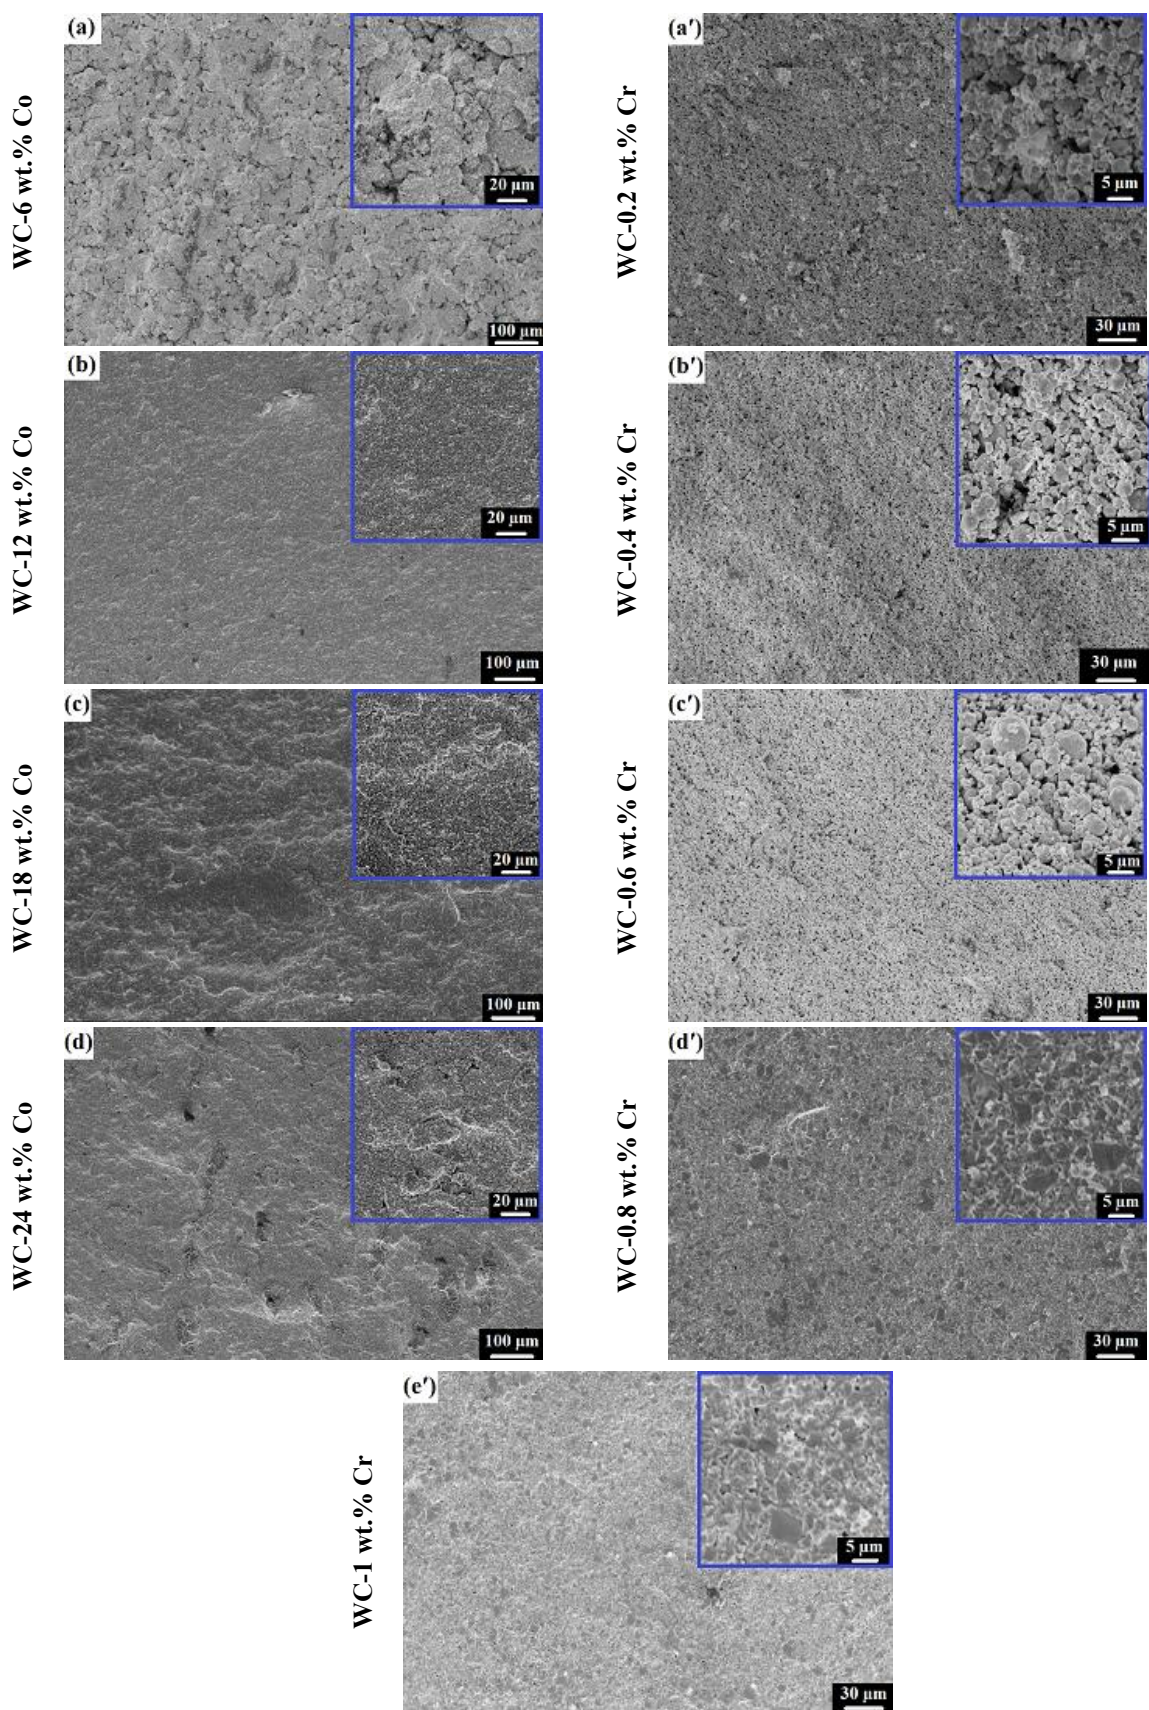 WC-6 wt.% Co
(a)
20 µm
100 µm
WC-0.2 wt.% Cr
(a′)
5 µm
30 µm
WC-12 wt.% Co
(b)
20 µm
100 µm
WC-0.4 wt.% Cr
(b′)
5 µm
30 µm
WC-18 wt.% Co
(c)
20 µm
100 µm
WC-0.6 wt.% Cr
(c′)
5 µm
30 µm
WC-24 wt.% Co
(d)
20 µm
100 µm
WC-0.8 wt.% Cr
(d′)
5 µm
30 µm
WC-1 wt.% Cr
(e′)
5 µm
30 µm